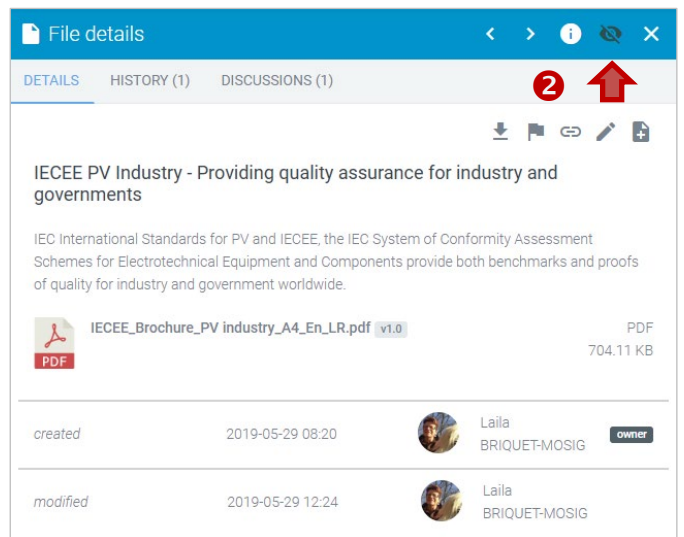 File details
DETAILS HISTORY (1) DISCUSSIONS (1)
2
IECEE PV Industry - Providing quality assurance for industry and
governments
IEC International Standards for PV and IECEE, the IEC System of Conformity Assessment
Schemes for Electrotechnical Equipment and Components provide both benchmarks and proofs
of quality for industry and government worldwide.
IECEE_Brochure_PV industry_A4_En_LR.pdf v1.0 PDF
PDF 704.11 KB
created 2019-05-29 08:20 Laila
BRIQUET-MOSIG owner
modified 2019-05-29 12:24 Laila
BRIQUET-MOSIG